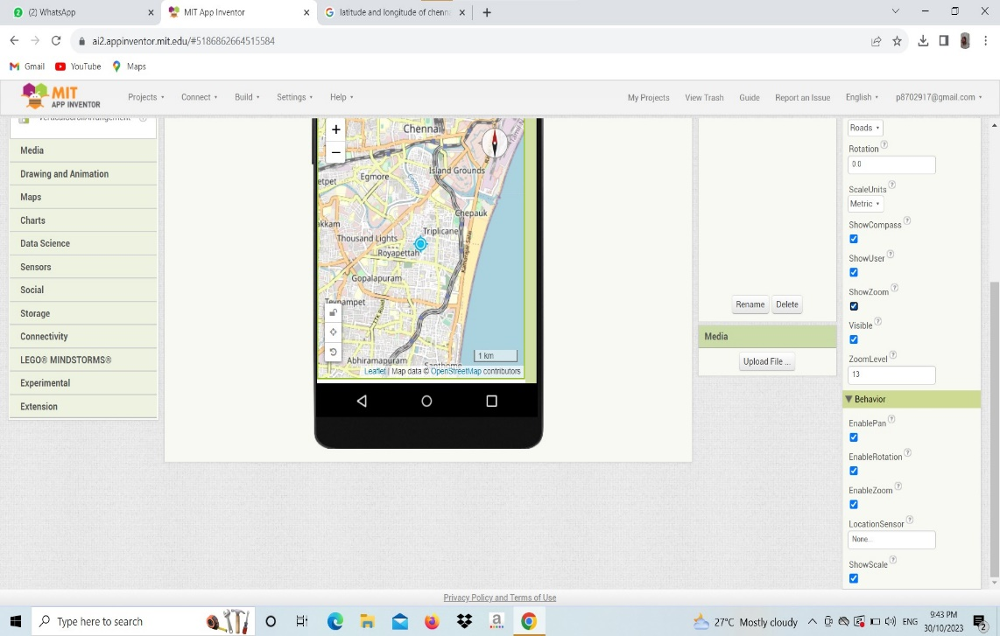 (2) WhatsApp
MIT App Inventor
latitude and longitude of chenn
ai2.appinventor.mit.edu/#5186862664515584
Gmail
YouTube
Maps
MIT
APP INVENTOR
Projects
Connect
Build
Settings
Help
My Projects
View Trash
Guide
Report an Issue
English
p8702917@gmail.com
VerticalScrollArrangement
Media
Drawing and Animation
Maps
Charts
Data Science
Sensors
Social
Storage
Connectivity
LEGO® MINDSTORMS®
Experimental
Extension
+
−
Chennai
Island Grounds
Egmore
etpet
Chepauk
akkam
Triplicane
Thousand Lights
Royapettah
Gopalapuram
Teynampet
Abhiramapuram
Santhome
1 km
Leaflet | Map data © OpenStreetMap contributors
Rename
Delete
Media
Upload File ...
Roads
Rotation
0.0
ScaleUnits
Metric
ShowCompass
ShowUser
ShowZoom
Visible
ZoomLevel
13
Behavior
EnablePan
EnableRotation
EnableZoom
LocationSensor
None...
ShowScale
Privacy Policy and Terms of Use
Type here to search
27°C Mostly cloudy
ENG
9:43 PM
30/10/2023
2